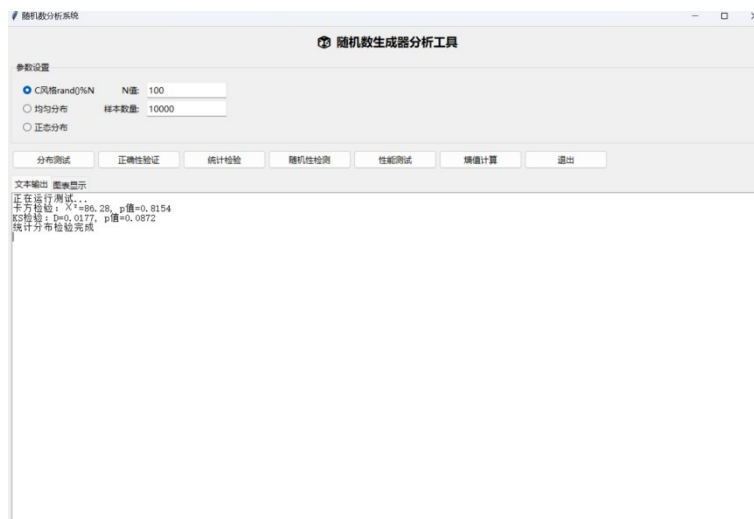 随机数分析系统
随机数生成器分析工具
参数设置
C风格rand()%N N值: 100
均匀分布 样本数量: 10000
正态分布
分布测试 正确性验证 统计检验 随机性检测 性能测试 熵值计算 退出
文本输出 图表显示
正在运行测试...
卡方检验: X²=86.28, p值=0.8154
KS检验: D=0.0177, p值=0.0872
统计分布检验完成